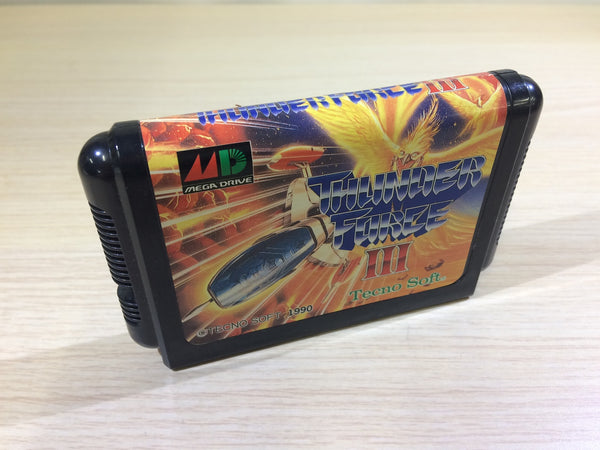 THUNDER FORCE III
MD
MEGA DRIVE
THUNDER
FORCE
III
Tecno Soft®
©TECNO SOFT 1990